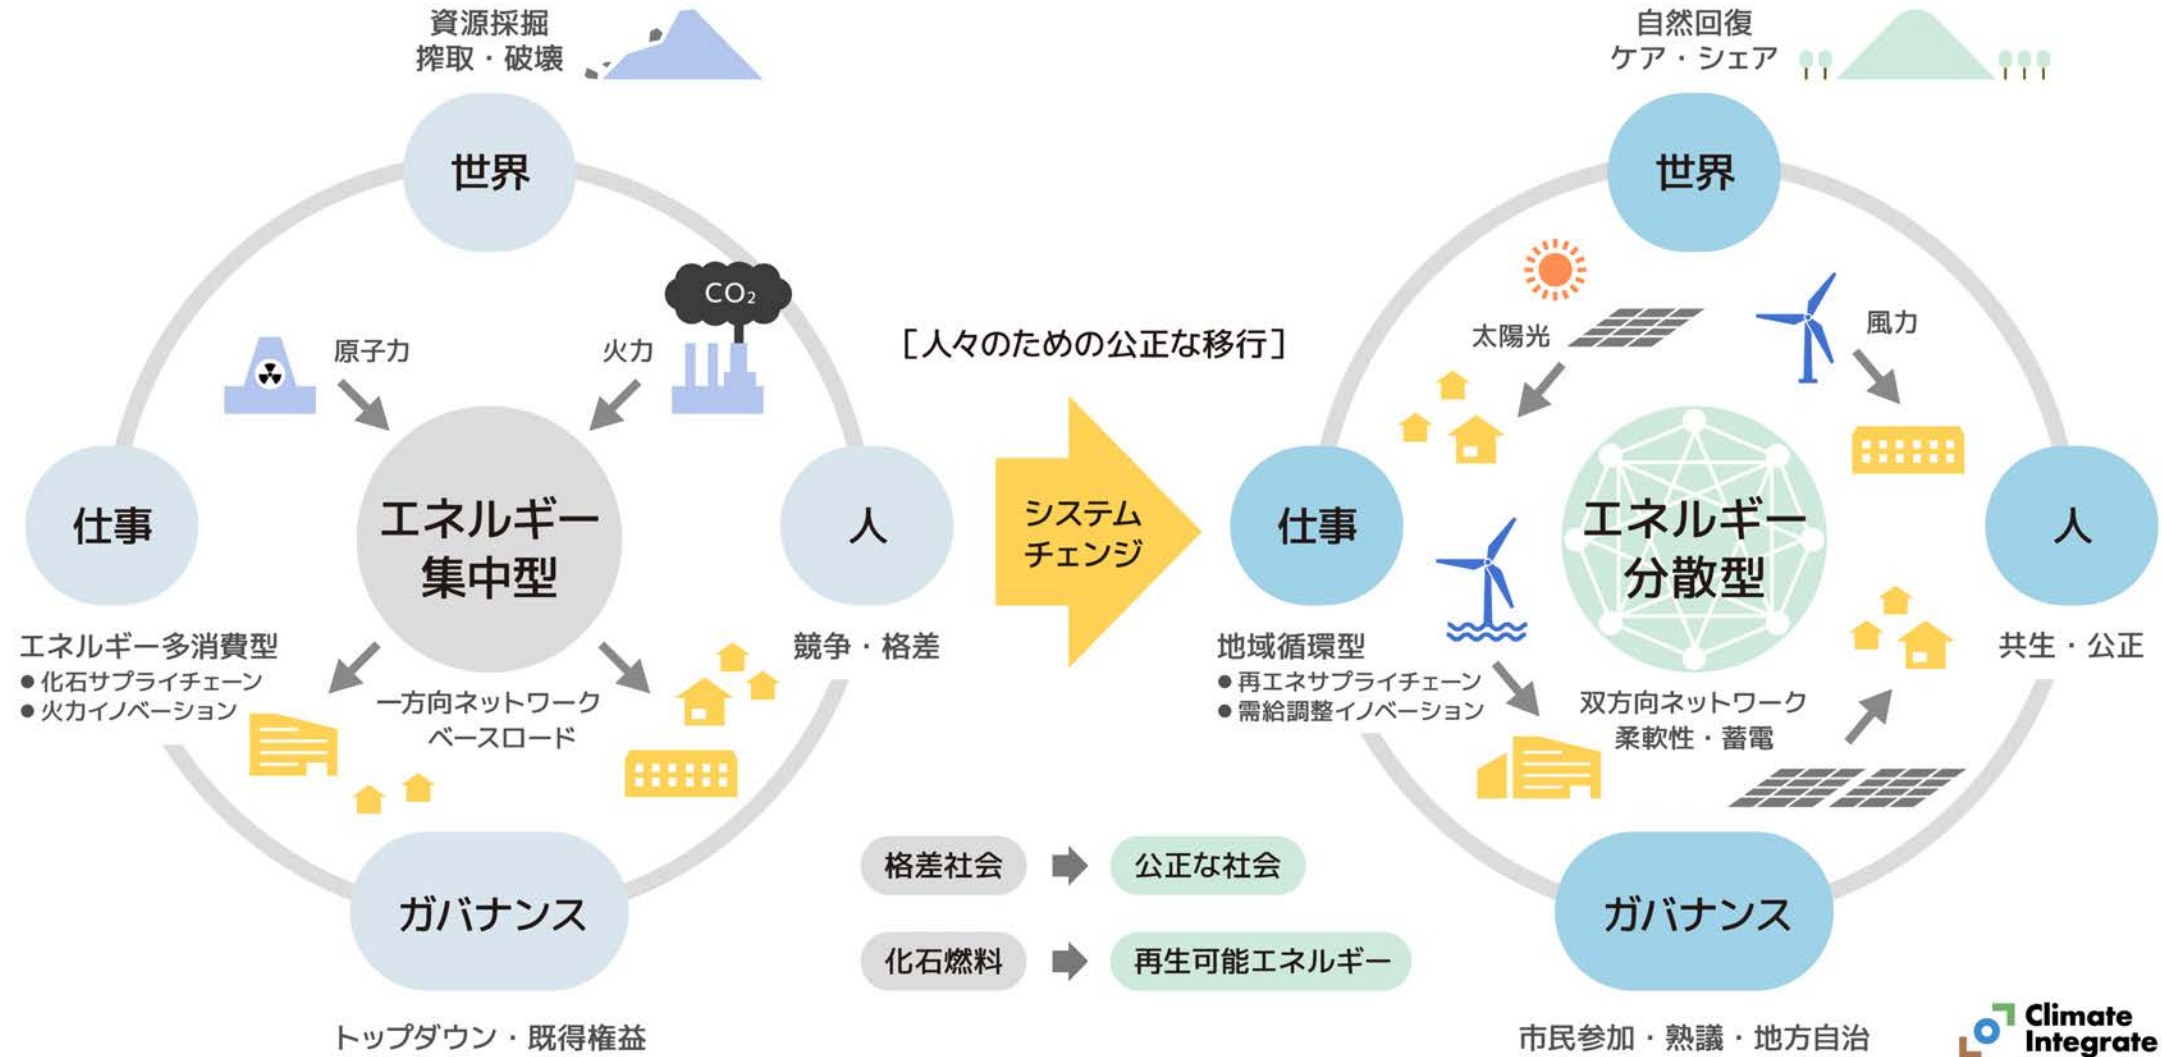 資源採掘
搾取・破壊
世界
CO₂
原子力
火力
エネルギー
集中型
仕事
人
エネルギー多消費型
● 化石サプライチェーン
● 火力イノベーション
競争・格差
一方向ネットワーク
ベースロード
ガバナンス
トップダウン・既得権益
［人々のための公正な移行］
システム
チェンジ
格差社会
公正な社会
化石燃料
再生可能エネルギー
自然回復
ケア・シェア
世界
太陽光
風力
エネルギー
分散型
仕事
人
地域循環型
● 再エネサプライチェーン
● 需給調整イノベーション
共生・公正
双方向ネットワーク
柔軟性・蓄電
ガバナンス
市民参加・熟議・地方自治
Climate
Integrate